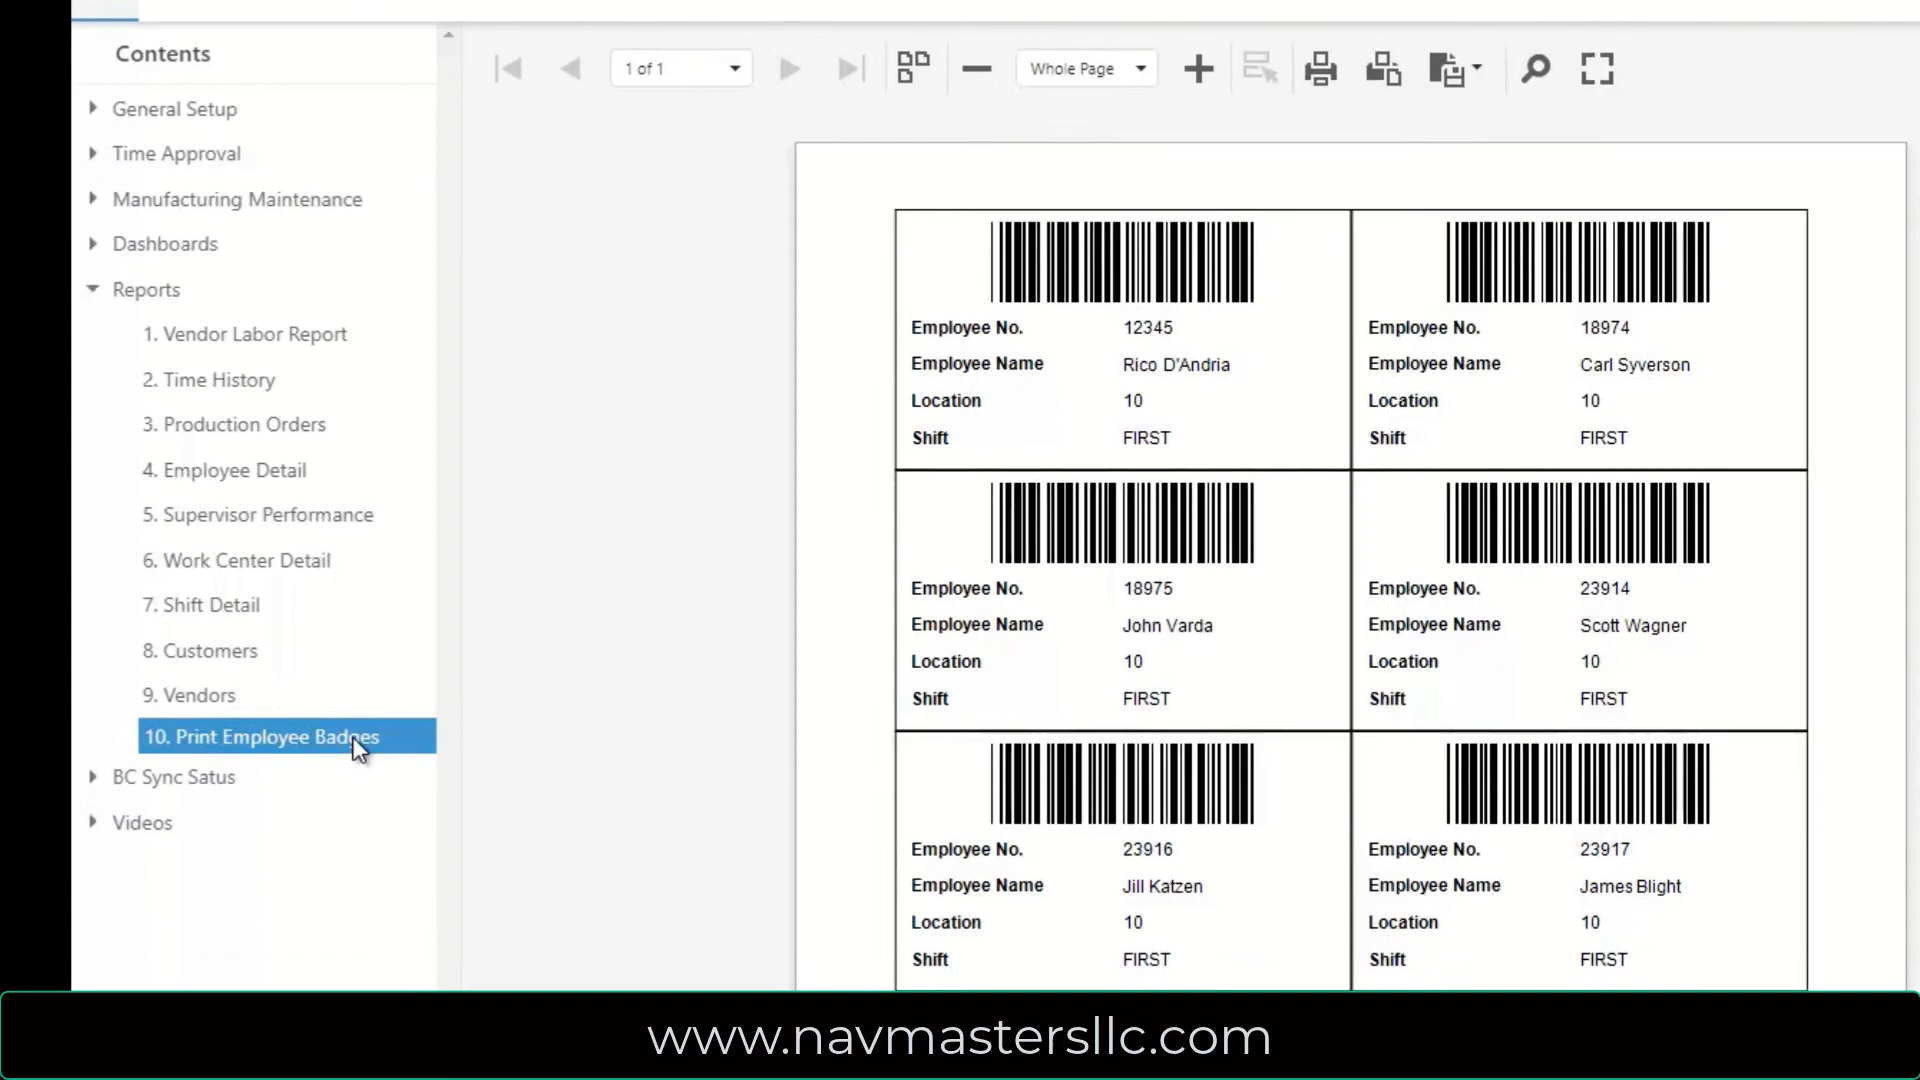 Contents
General Setup
Time Approval
Manufacturing Maintenance
Dashboards
Reports
1. Vendor Labor Report
2. Time History
3. Production Orders
4. Employee Detail
5. Supervisor Performance
6. Work Center Detail
7. Shift Detail
8. Customers
9. Vendors
10. Print Employee Badges
BC Sync Satus
Videos
1 of 1
Whole Page
Employee No. 12345
Employee Name Rico D'Andria
Location 10
Shift FIRST
Employee No. 18974
Employee Name Carl Syverson
Location 10
Shift FIRST
Employee No. 18975
Employee Name John Varda
Location 10
Shift FIRST
Employee No. 23914
Employee Name Scott Wagner
Location 10
Shift FIRST
Employee No. 23916
Employee Name Jill Katzen
Location 10
Shift FIRST
Employee No. 23917
Employee Name James Blight
Location 10
Shift FIRST
www.navmastersllc.com